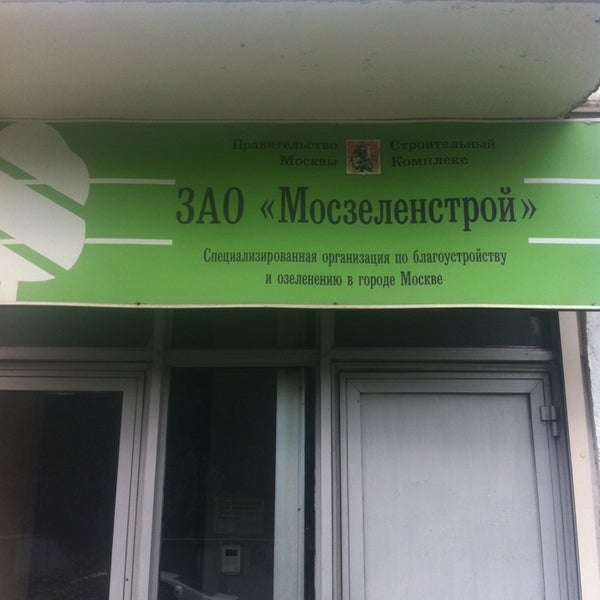 Правительство Москвы
Строительный Комплекс
ЗАО «Мосзеленстрой»
Специализированная организация по благоустройству
и озеленению в городе Москве